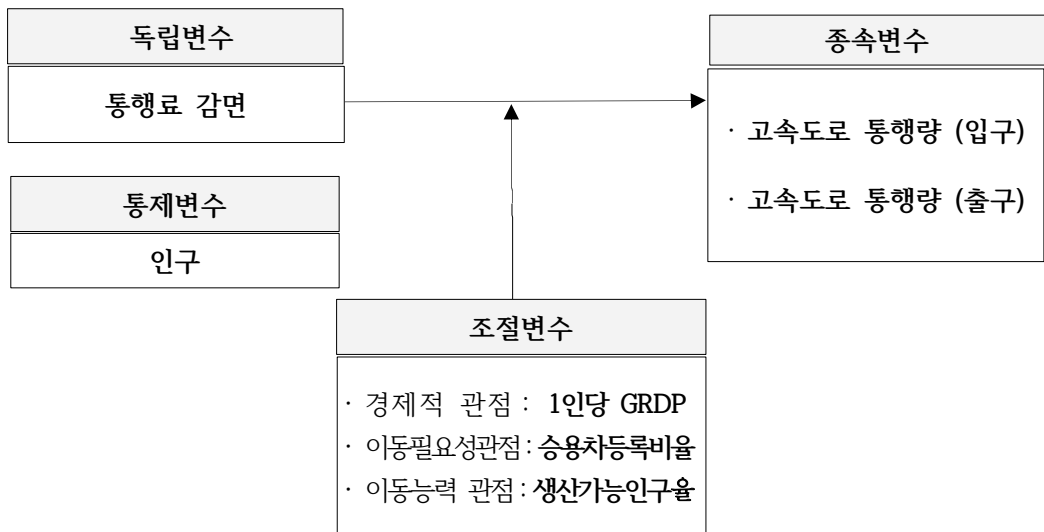 독립변수
통행료 감면
통제변수
인구
종속변수
· 고속도로 통행량 (입구)
· 고속도로 통행량 (출구)
조절변수
· 경제적 관점 : 1인당 GRDP
· 이동필요성관점 : 승용차등록비율
· 이동능력 관점 : 생산가능인구율